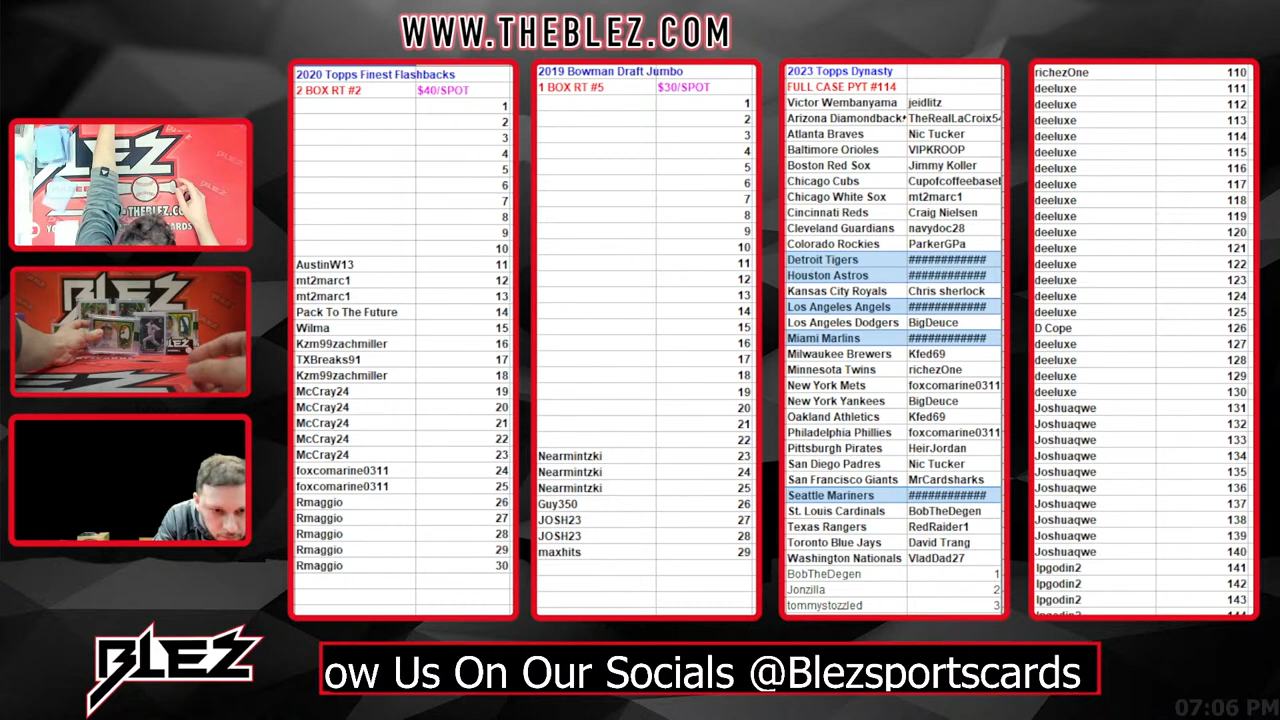 WWW.THEBLEZ.COM
2020 Topps Finest Flashbacks
2 BOX RT #2 $40/SPOT
1
2
3
4
5
6
7
8
9
10
AustinW13 11
mt2marc1 12
mt2marc1 13
Pack To The Future 14
Wilma 15
Kzm99zachmiller 16
TXBreaks91 17
Kzm99zachmiller 18
McCray24 19
McCray24 20
McCray24 21
McCray24 22
McCray24 23
foxcomarine0311 24
foxcomarine0311 25
Rmaggio 26
Rmaggio 27
Rmaggio 28
Rmaggio 29
Rmaggio 30
2019 Bowman Draft Jumbo
1 BOX RT #5 $30/SPOT
1
2
3
4
5
6
7
8
9
10
11
12
13
14
15
16
17
18
19
20
21
22
Nearmintzki 23
Nearmintzki 24
Nearmintzki 25
Guy350 26
JOSH23 27
JOSH23 28
maxhits 29
2023 Topps Dynasty
FULL CASE PYT #114
Victor Wembanyama jeidlitz
Arizona Diamondback* TheRealLaCroix54
Atlanta Braves Nic Tucker
Baltimore Orioles VIPKROOP
Boston Red Sox Jimmy Koller
Chicago Cubs Cupofcoffeebasel
Chicago White Sox mt2marc1
Cincinnati Reds Craig Nielsen
Cleveland Guardians navydoc28
Colorado Rockies ParkerGPa
Detroit Tigers ############
Houston Astros ############
Kansas City Royals Chris sherlock
Los Angeles Angels ############
Los Angeles Dodgers BigDeuce
Miami Marlins ############
Milwaukee Brewers Kfed69
Minnesota Twins richezOne
New York Mets foxcomarine0311
New York Yankees BigDeuce
Oakland Athletics Kfed69
Philadelphia Phillies foxcomarine0311
Pittsburgh Pirates HeirJordan
San Diego Padres Nic Tucker
San Francisco Giants MrCardsharks
Seattle Mariners ############
St. Louis Cardinals BobTheDegen
Texas Rangers RedRaider1
Toronto Blue Jays David Trang
Washington Nationals VladDad27
BobTheDegen 1
Jonzilla 2
tommystozzled 3
richezOne 110
deeluxe 111
deeluxe 112
deeluxe 113
deeluxe 114
deeluxe 115
deeluxe 116
deeluxe 117
deeluxe 118
deeluxe 119
deeluxe 120
deeluxe 121
deeluxe 122
deeluxe 123
deeluxe 124
deeluxe 125
D Cope 126
deeluxe 127
deeluxe 128
deeluxe 129
deeluxe 130
Joshuaqwe 131
Joshuaqwe 132
Joshuaqwe 133
Joshuaqwe 134
Joshuaqwe 135
Joshuaqwe 136
Joshuaqwe 137
Joshuaqwe 138
Joshuaqwe 139
Joshuaqwe 140
lpgodin2 141
lpgodin2 142
lpgodin2 143
BLEZ
ow Us On Our Socials @Blezsportscards
07:06 PM